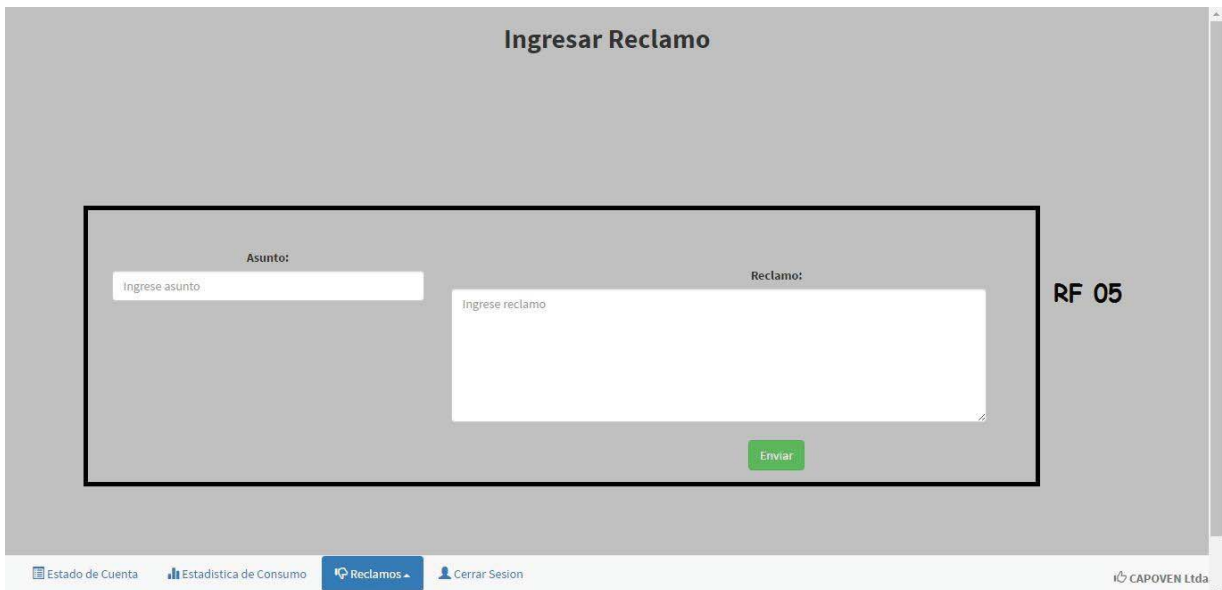 Ingresar Reclamo
Asunto:
Ingrese asunto
Reclamo:
Ingrese reclamo
RF 05
Enviar
Estado de Cuenta
Estadistica de Consumo
Reclamos
Cerrar Sesion
CAPOVEN Ltda